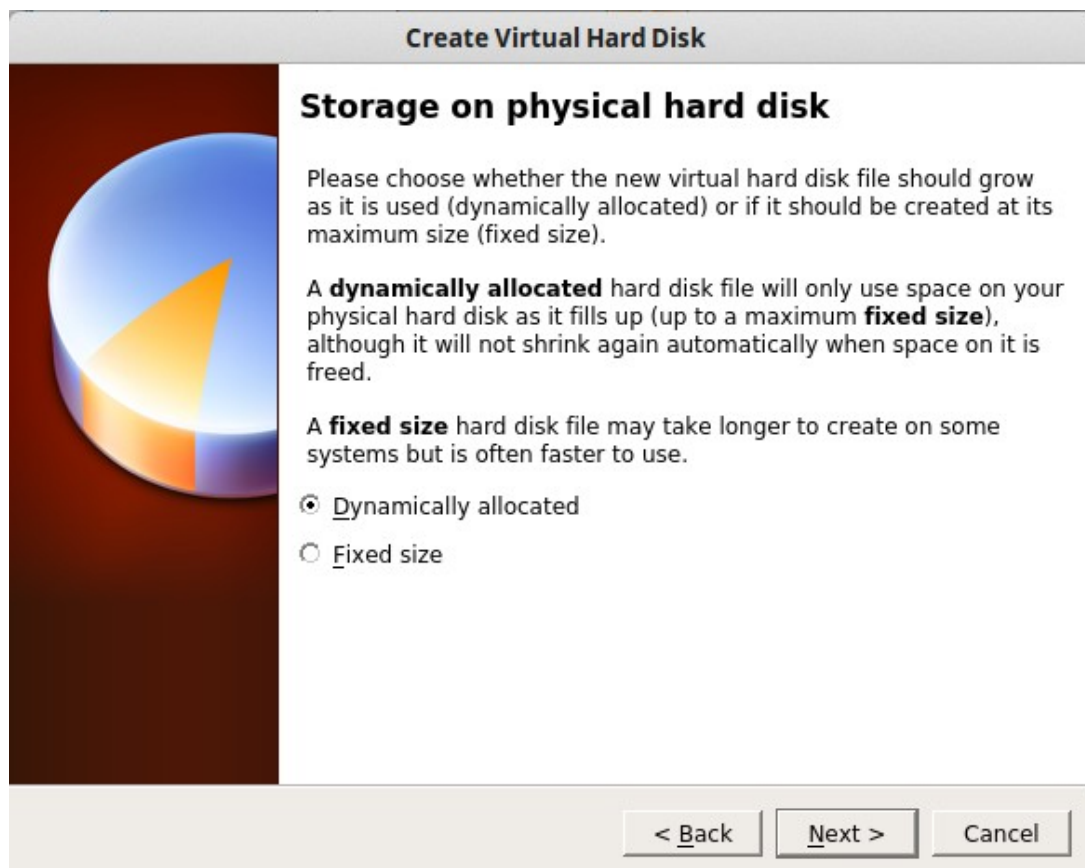 Create Virtual Hard Disk
Storage on physical hard disk
Please choose whether the new virtual hard disk file should grow
as it is used (dynamically allocated) or if it should be created at its
maximum size (fixed size).
A dynamically allocated hard disk file will only use space on your
physical hard disk as it fills up (up to a maximum fixed size),
although it will not shrink again automatically when space on it is
freed.
A fixed size hard disk file may take longer to create on some
systems but is often faster to use.
Dynamically allocated
Fixed size
< Back Next > Cancel